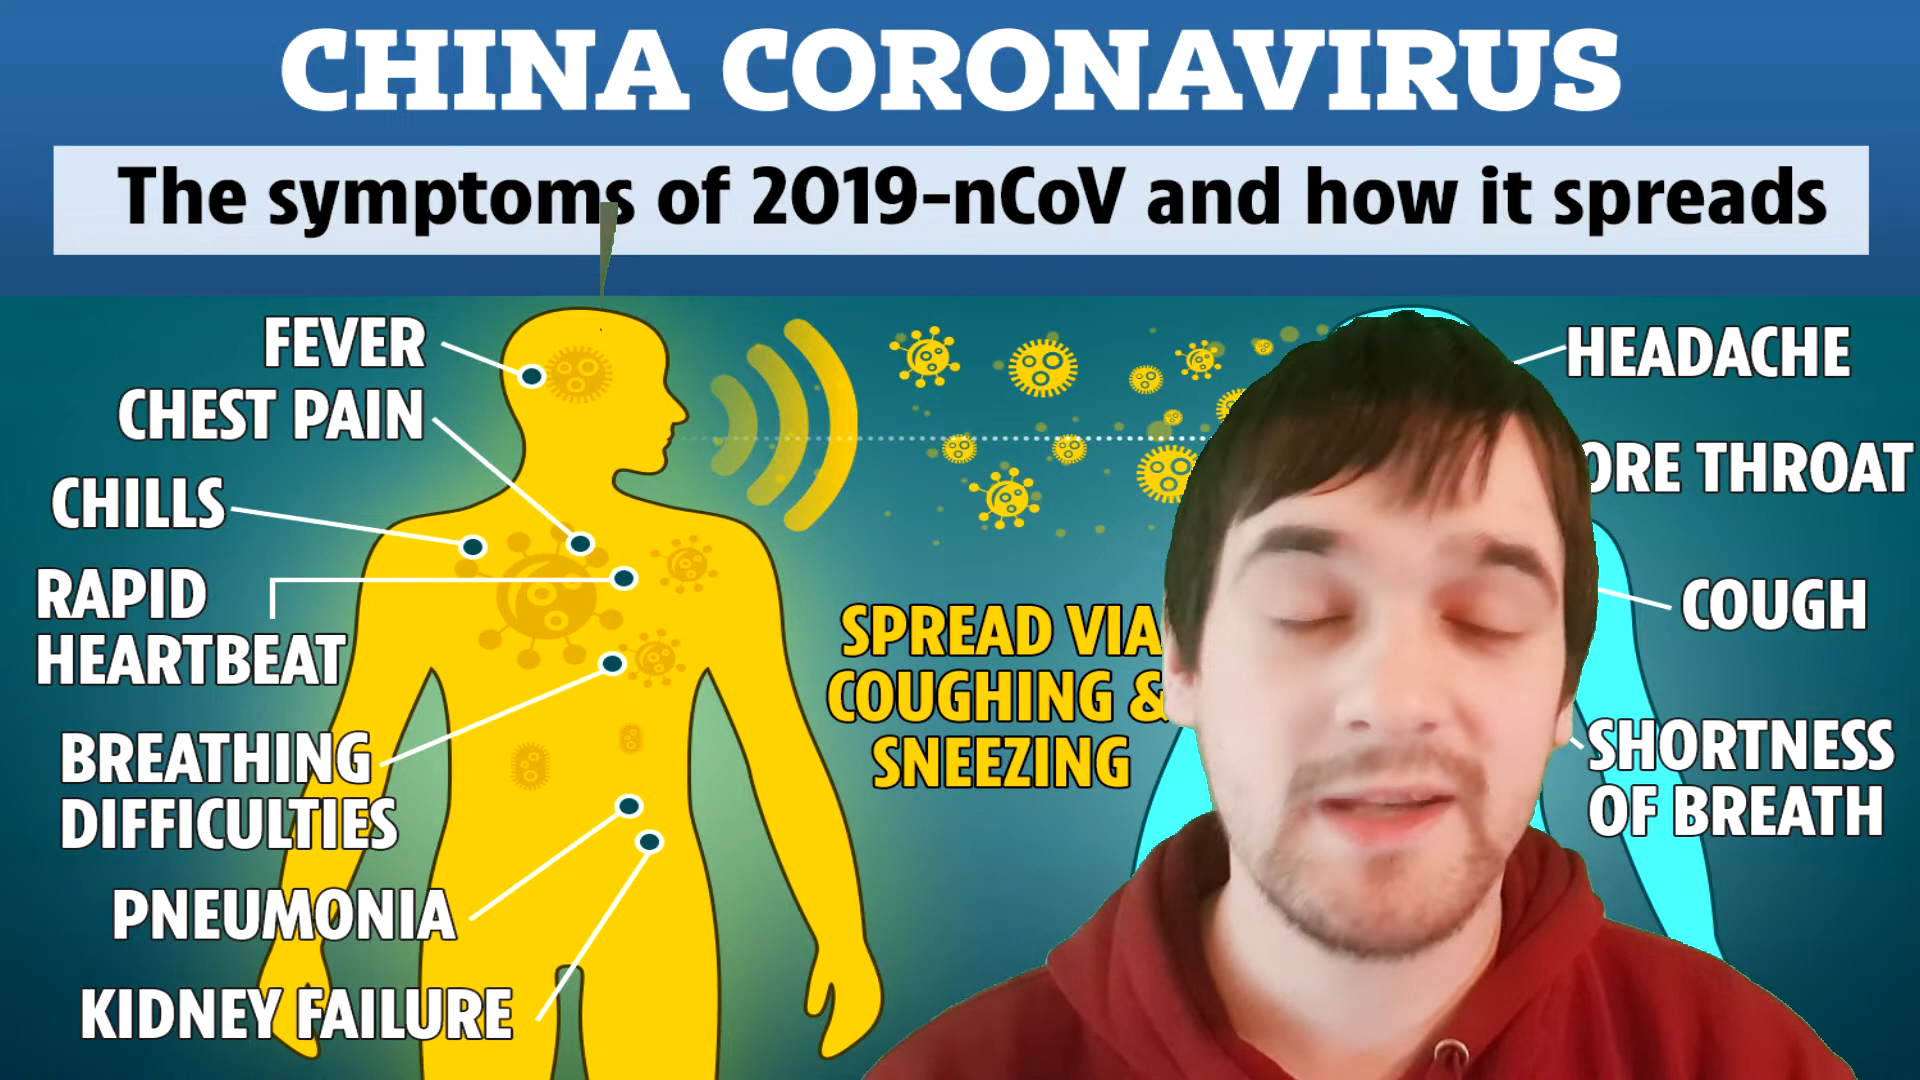 CHINA CORONAVIRUS
The symptoms of 2019-nCoV and how it spreads
FEVER
CHEST PAIN
CHILLS
RAPID
HEARTBEAT
BREATHING
DIFFICULTIES
PNEUMONIA
KIDNEY FAILURE
SPREAD VIA
COUGHING &
SNEEZING
HEADACHE
ORE THROAT
COUGH
SHORTNESS
OF BREATH